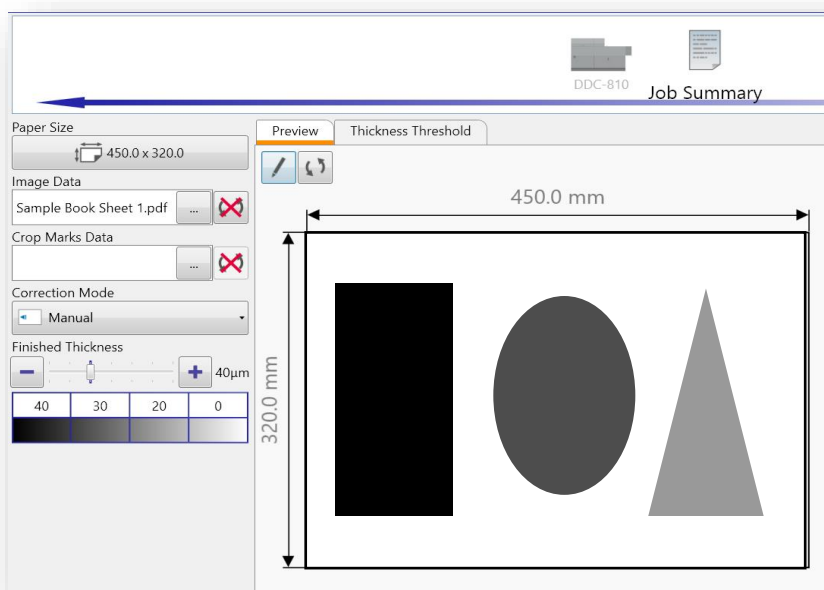 DDC-810
Job Summary
Paper Size
450.0 x 320.0
Image Data
Sample Book Sheet 1.pdf
...
Crop Marks Data
...
Correction Mode
Manual
Finished Thickness
40µm
40 30 20 0
Preview Thickness Threshold
450.0 mm
320.0 mm